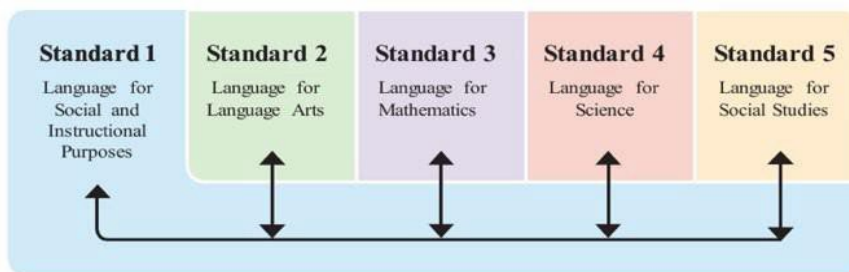 Standard 1
Language for
Social and
Instructional
Purposes
Standard 2
Language for
Language Arts
Standard 3
Language for
Mathematics
Standard 4
Language for
Science
Standard 5
Language for
Social Studies